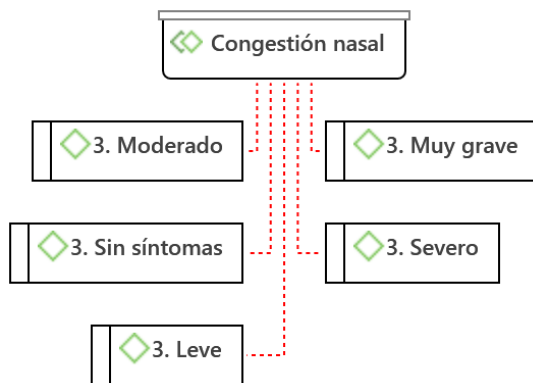 Congestión nasal
3. Moderado
3. Muy grave
3. Sin síntomas
3. Severo
3. Leve